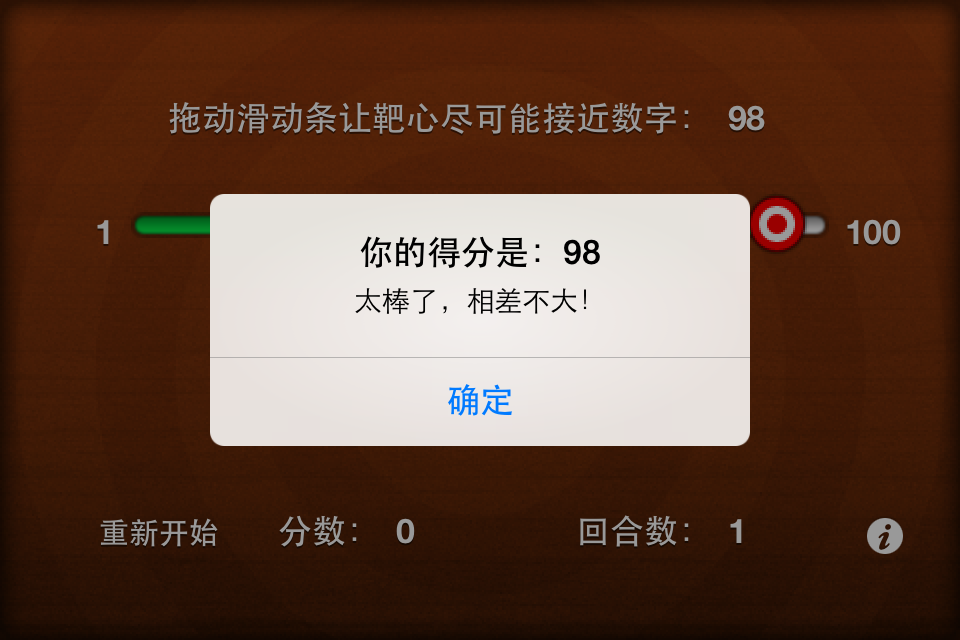 拖动滑动条让靶心尽可能接近数字： 98
1 100
你的得分是：98
太棒了，相差不大！
确定
重新开始 分数： 0 回合数： 1 i